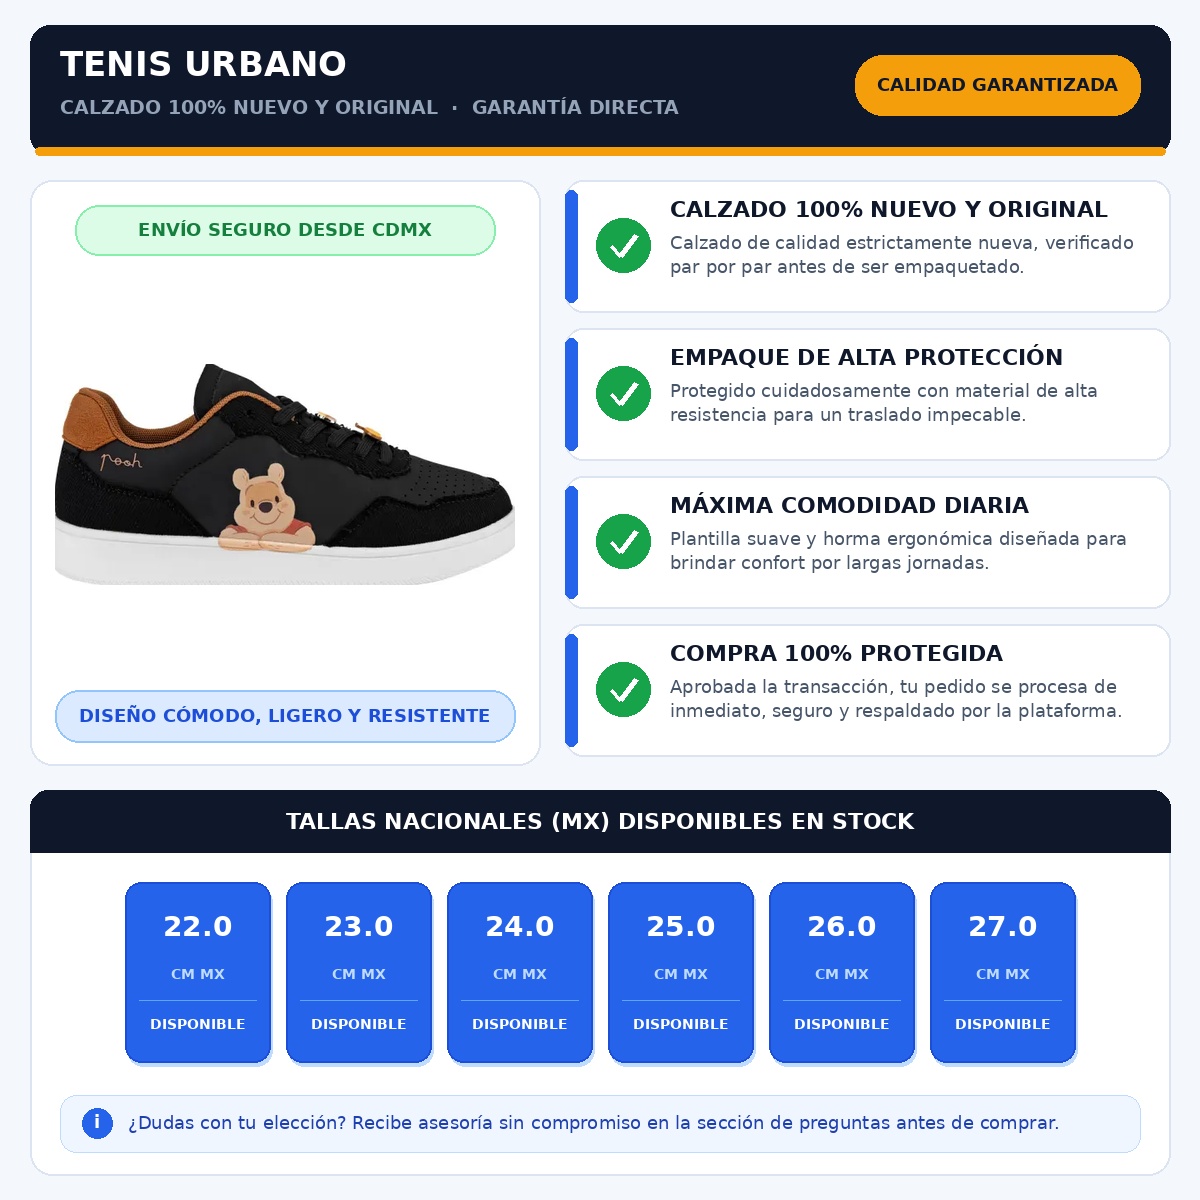 TENIS URBANO
CALZADO 100% NUEVO Y ORIGINAL · GARANTÍA DIRECTA
CALIDAD GARANTIZADA
ENVÍO SEGURO DESDE CDMX
pooh
DISEÑO CÓMODO, LIGERO Y RESISTENTE
CALZADO 100% NUEVO Y ORIGINAL
Calzado de calidad estrictamente nueva, verificado
par por par antes de ser empaquetado.
EMPAQUE DE ALTA PROTECCIÓN
Protegido cuidadosamente con material de alta
resistencia para un traslado impecable.
MÁXIMA COMODIDAD DIARIA
Plantilla suave y horma ergonómica diseñada para
brindar confort por largas jornadas.
COMPRA 100% PROTEGIDA
Aprobada la transacción, tu pedido se procesa de
inmediato, seguro y respaldado por la plataforma.
TALLAS NACIONALES (MX) DISPONIBLES EN STOCK
22.0
CM MX
DISPONIBLE
23.0
CM MX
DISPONIBLE
24.0
CM MX
DISPONIBLE
25.0
CM MX
DISPONIBLE
26.0
CM MX
DISPONIBLE
27.0
CM MX
DISPONIBLE
i ¿Dudas con tu elección? Recibe asesoría sin compromiso en la sección de preguntas antes de comprar.